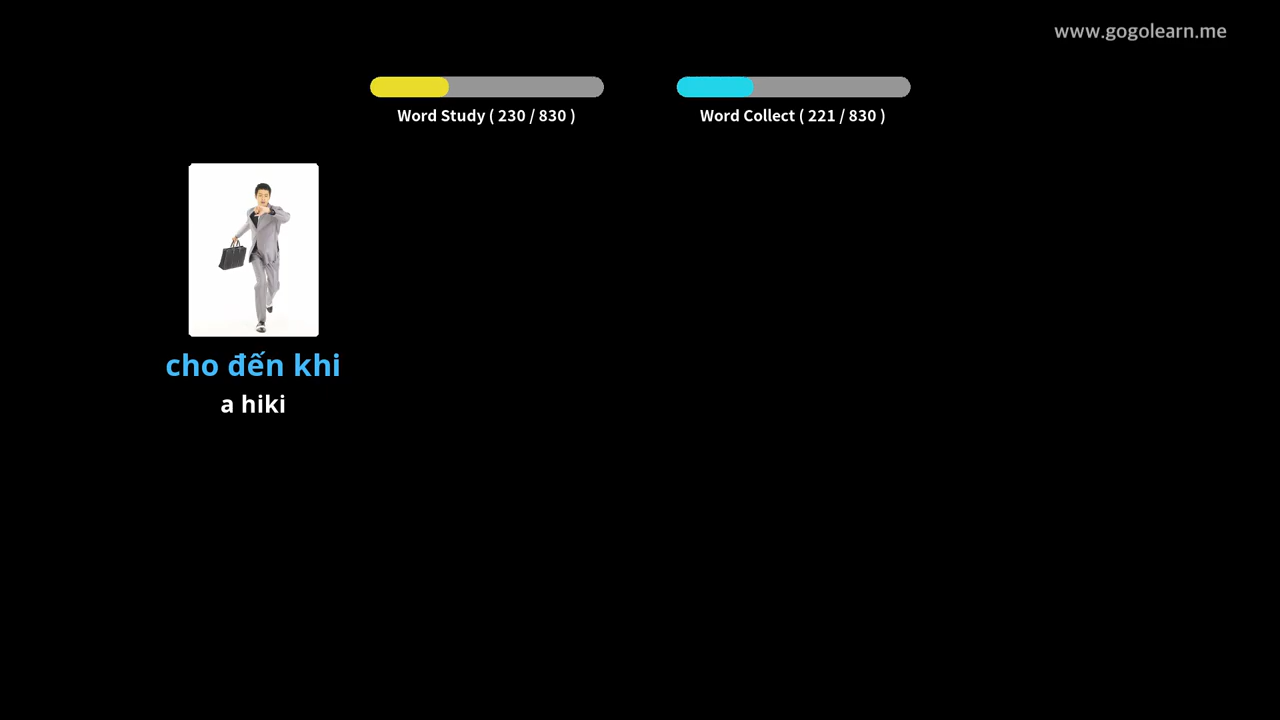 www.gogolearn.me
Word Study ( 230 / 830 )
Word Collect ( 221 / 830 )
cho đến khi
a hiki